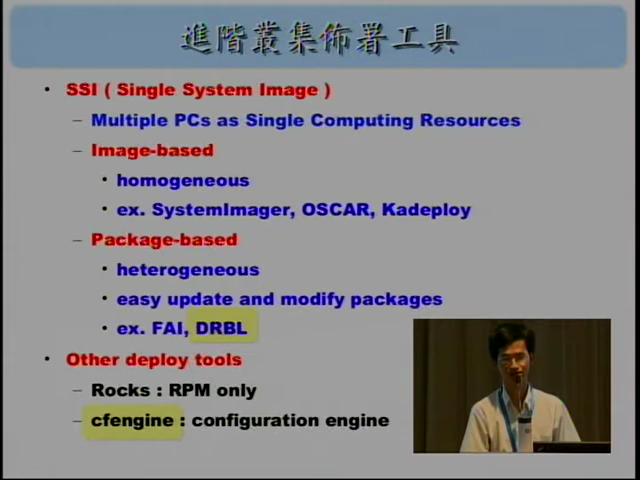 進階叢集佈署工具
• SSI ( Single System Image )
– Multiple PCs as Single Computing Resources
– Image-based
• homogeneous
• ex. SystemImager, OSCAR, Kadeploy
– Package-based
• heterogeneous
• easy update and modify packages
• ex. FAI, DRBL
• Other deploy tools
– Rocks : RPM only
– cfengine : configuration engine